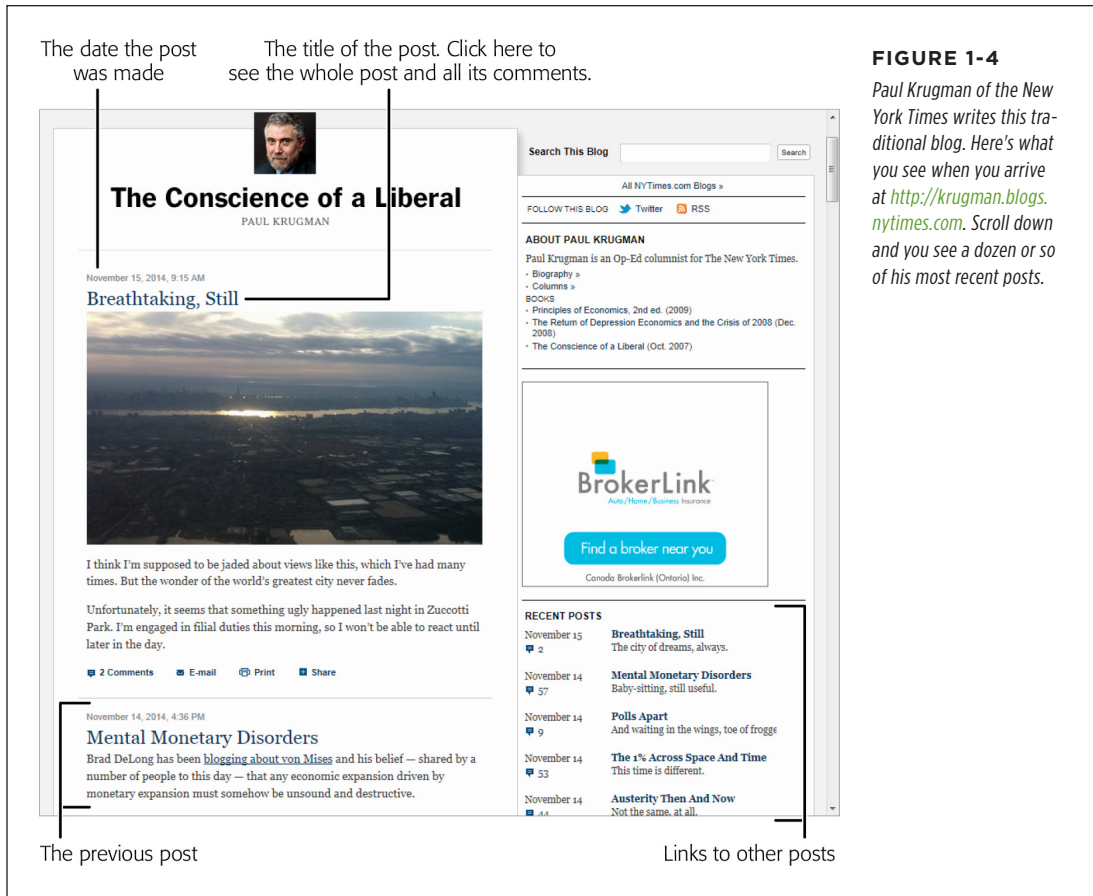 The date the post
was made
The title of the post. Click here to
see the whole post and all its comments.
FIGURE 1-4
Paul Krugman of the New
York Times writes this tra-
ditional blog. Here's what
you see when you arrive
at http://krugman.blogs.
nytimes.com. Scroll down
and you see a dozen or so
of his most recent posts.
The Conscience of a Liberal
PAUL KRUGMAN
November 15, 2014, 9:15 AM
Breathtaking, Still
I think I'm supposed to be jaded about views like this, which I've had many
times. But the wonder of the world's greatest city never fades.
Unfortunately, it seems that something ugly happened last night in Zuccotti
Park. I'm engaged in filial duties this morning, so I won't be able to react until
later in the day.
2 Comments E-mail Print Share
November 14, 2014, 4:36 PM
Mental Monetary Disorders
Brad DeLong has been blogging about von Mises and his belief — shared by a
number of people to this day — that any economic expansion driven by
monetary expansion must somehow be unsound and destructive.
Search This Blog Search
All NYTimes.com Blogs »
FOLLOW THIS BLOG Twitter RSS
ABOUT PAUL KRUGMAN
Paul Krugman is an Op-Ed columnist for The New York Times.
· Biography »
· Columns »
BOOKS
· Principles of Economics, 2nd ed. (2009)
· The Return of Depression Economics and the Crisis of 2008 (Dec.
2008)
· The Conscience of a Liberal (Oct. 2007)
BrokerLink
Auto/Home/Business Insurance
Find a broker near you
Canada Brokerlink (Ontario) Inc.
RECENT POSTS
November 15 Breathtaking, Still
2 The city of dreams, always.
November 14 Mental Monetary Disorders
57 Baby-sitting, still useful.
November 14 Polls Apart
9 And waiting in the wings, toe of frogge
November 14 The 1% Across Space And Time
53 This time is different.
November 14 Austerity Then And Now
44 Not the same, at all.
The previous post
Links to other posts